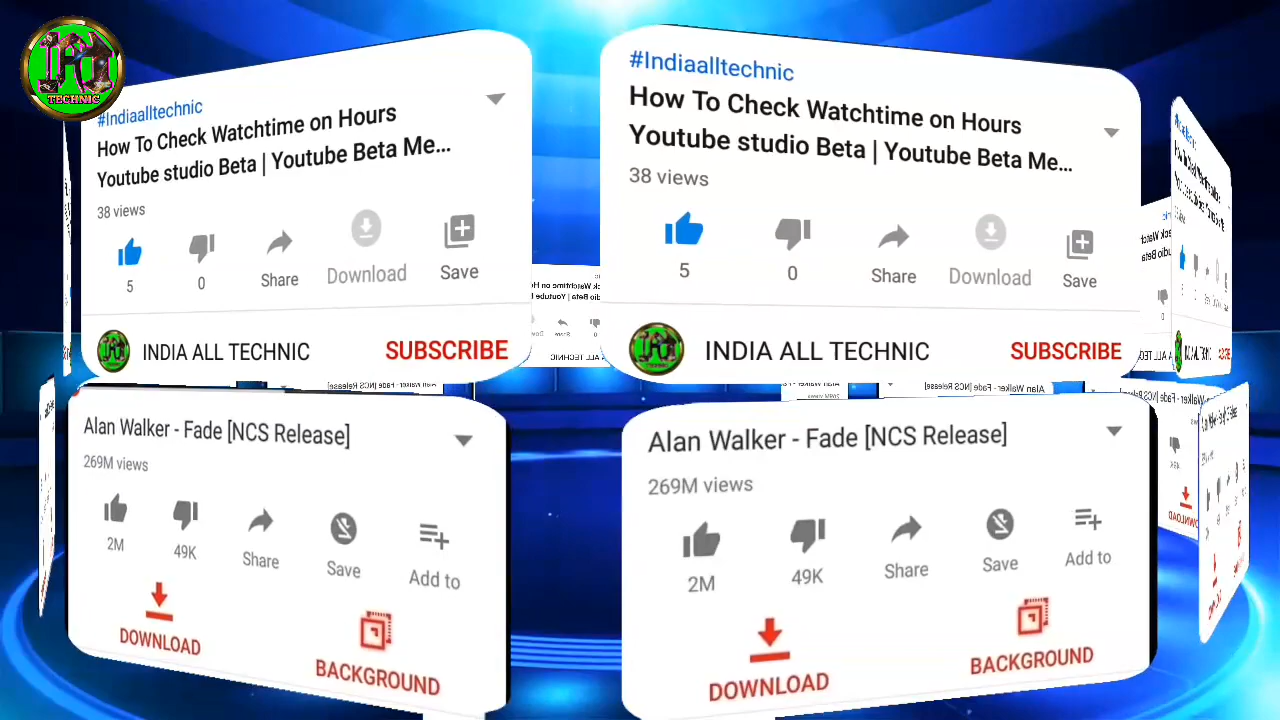 TECHNIC
#Indiaalltechnic
How To Check Watchtime on Hours
Youtube studio Beta | Youtube Beta Me...
38 views
5
0
Share
Download
Save
INDIA ALL TECHNIC
SUBSCRIBE
#Indiaalltechnic
How To Check Watchtime on Hours
Youtube studio Beta | Youtube Beta Me...
38 views
5
0
Share
Download
Save
INDIA ALL TECHNIC
SUBSCRIBE
Alan Walker - Fade [NCS Release]
269M views
2M
49K
Share
Save
Add to
DOWNLOAD
BACKGROUND
Alan Walker - Fade [NCS Release]
269M views
2M
49K
Share
Save
Add to
DOWNLOAD
BACKGROUND